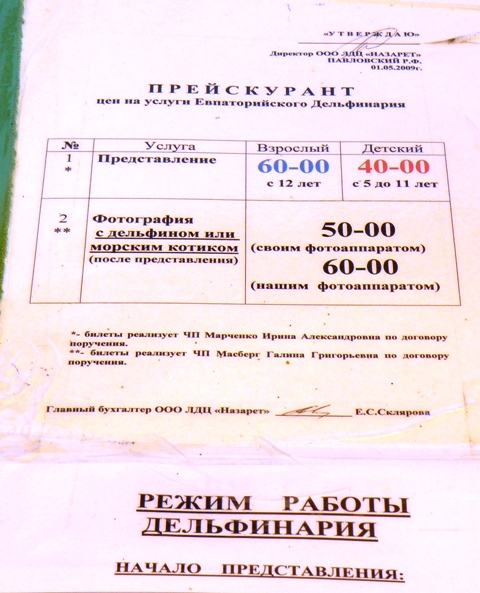 «УТВЕРЖДАЮ»
Директор ООО ЛДЦ «НАЗАРЕТ»
ПАВЛОВСКИЙ Р.Ф.
01.05.2009г.
ПРЕЙСКУРАНТ
цен на услуги Евпаторийского Дельфинария
№ Услуга Взрослый Детский
1 Представление 60-00 40-00
* с 12 лет с 5 до 11 лет
2 Фотография 50-00
** с дельфином или
морским котиком (своим фотоаппаратом)
(после представления) 60-00
(нашим фотоаппаратом)
*- билеты реализует ЧП Марченко Ирина Александровна по договору
поручения.
**- билеты реализует ЧП Масберг Галина Григорьевна по договору
поручения.
Главный бухгалтер ООО ЛДЦ «Назарет» Е.С.Склярова
РЕЖИМ РАБОТЫ
ДЕЛЬФИНАРИЯ
НАЧАЛО ПРЕДСТАВЛЕНИЯ: